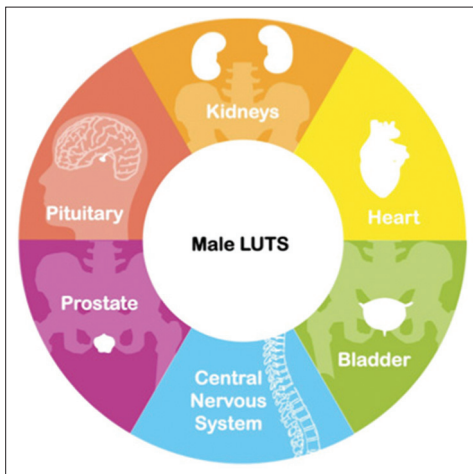 Kidneys
Pituitary
Heart
Male LUTS
Prostate
Bladder
Central
Nervous
System